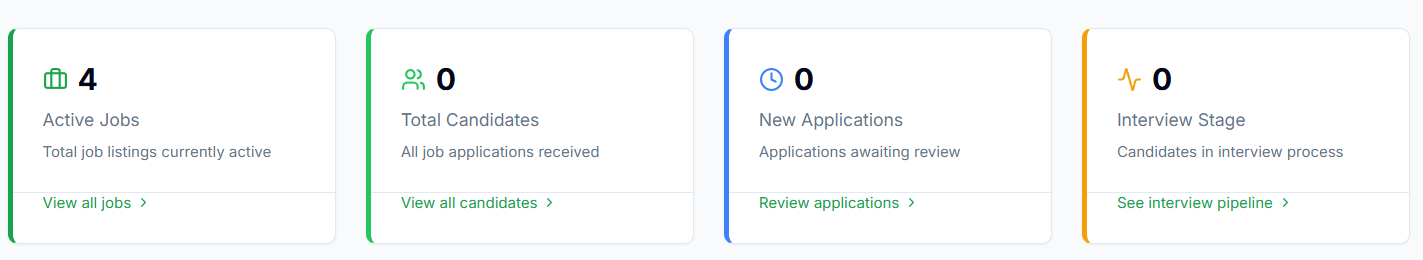 4
Active Jobs
Total job listings currently active
View all jobs
0
Total Candidates
All job applications received
View all candidates
0
New Applications
Applications awaiting review
Review applications
0
Interview Stage
Candidates in interview process
See interview pipeline